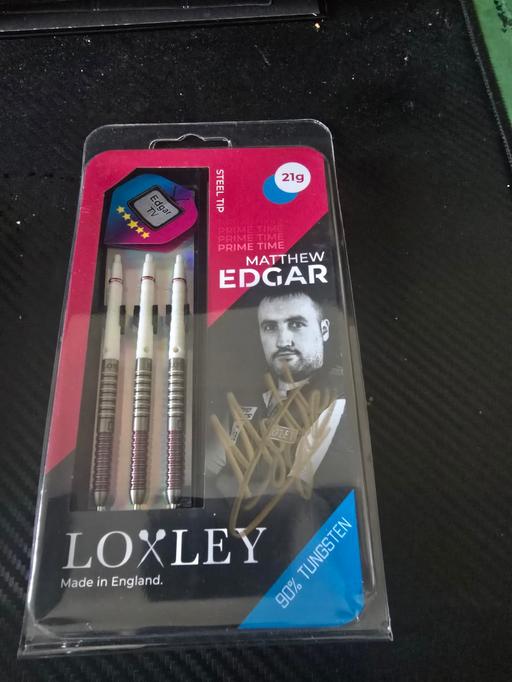 21g
STEEL TIP
Edgar
TV
PRIME TIME
PRIME TIME
PRIME TIME
MATTHEW
EDGAR
LOXLEY
Made in England.
90% TUNGSTEN